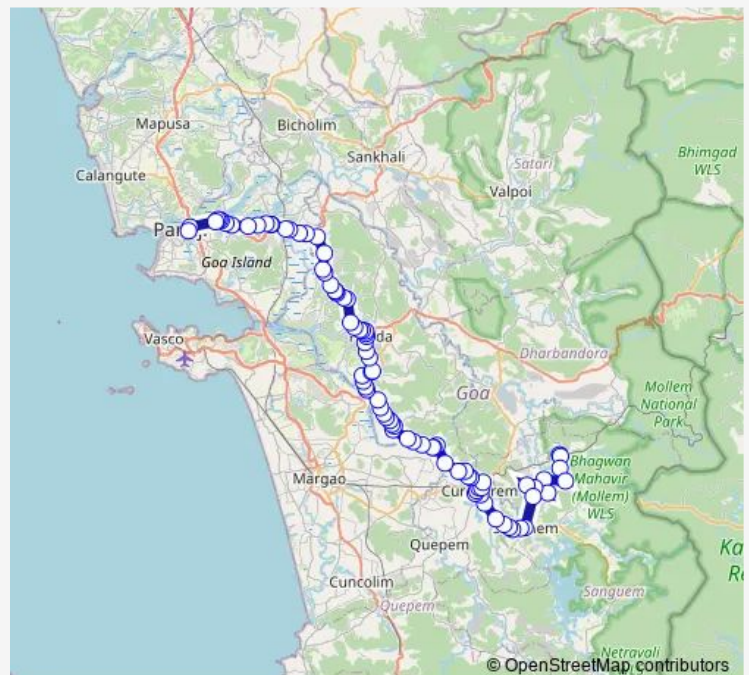 Mapusa
Bicholim
Sankhali
Calangute
Satari
Valpoi
Bhimgad
WLS
Goa Island
Vasco
Dharbandora
Goa
Mollem
National
Park
Bhagwan
Mahavir
(Mollem)
WLS
Margao
Quepem
Cuncolim
Quepem
Sanguem
Netravali
© OpenStreetMap contributors